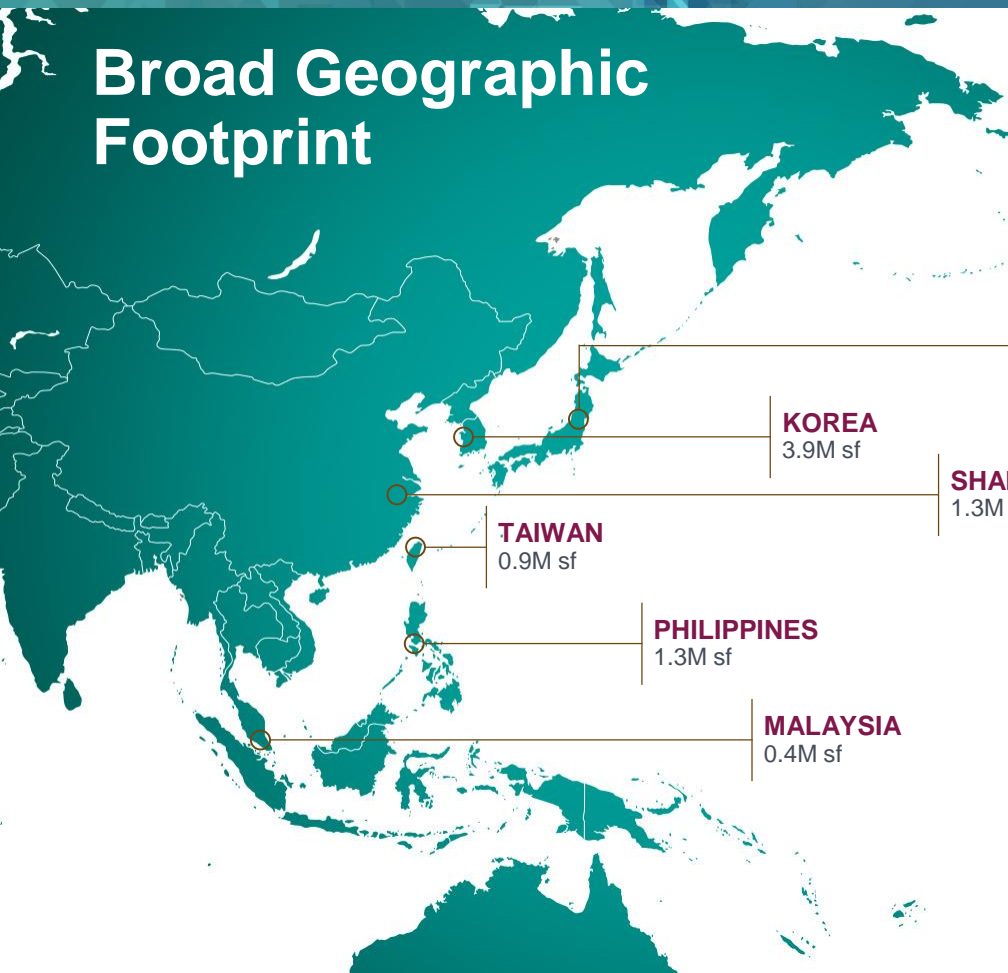 Broad Geographic
Footprint
KOREA
3.9M sf
1.3M
TAIWAN
0.9M sf
PHILIPPINES
1.3M sf
MALAYSIA
0.4M sf